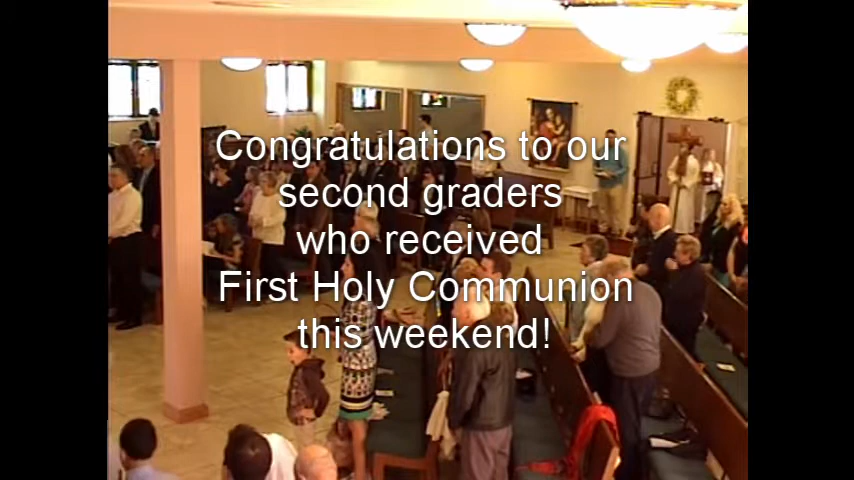 Congratulations to our
second graders
who received
First Holy Communion
this weekend!